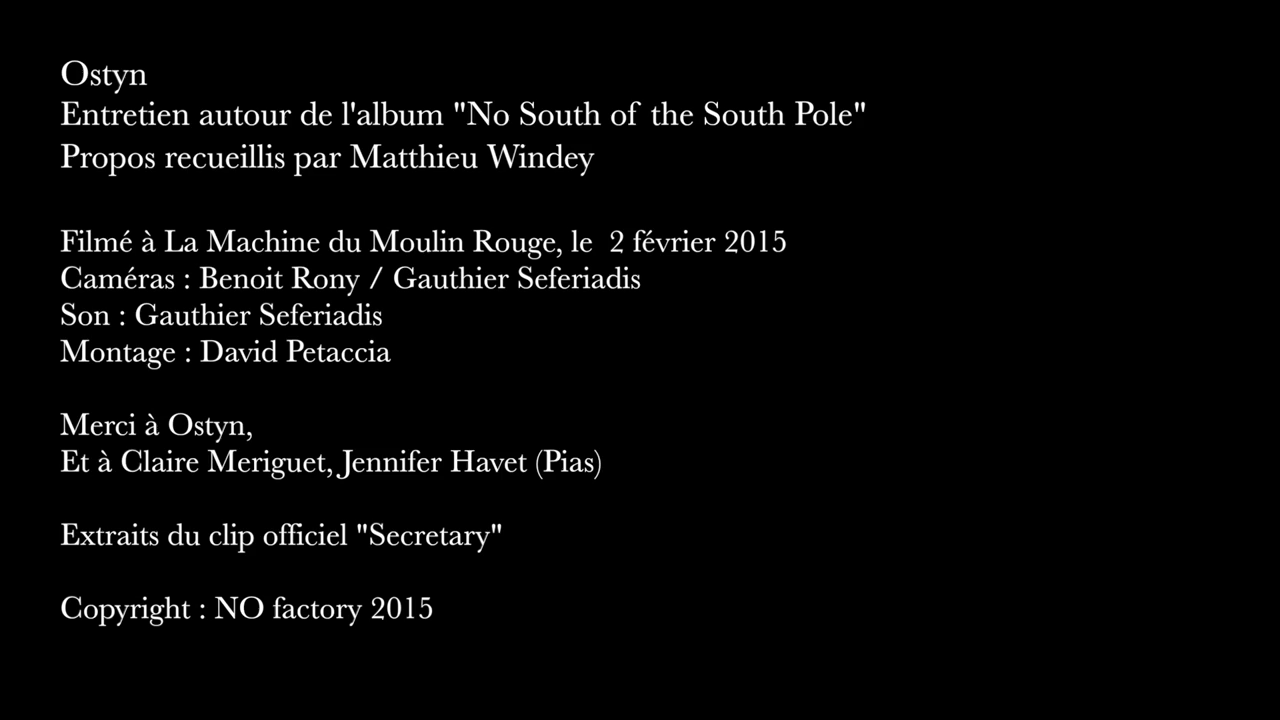 Ostyn
Entretien autour de l'album "No South of the South Pole"
Propos recueillis par Matthieu Windey
Filmé à La Machine du Moulin Rouge, le 2 février 2015
Caméras : Benoit Rony / Gauthier Seferiadis
Son : Gauthier Seferiadis
Montage : David Petaccia
Merci à Ostyn,
Et à Claire Meriguet, Jennifer Havet (Pias)
Extraits du clip officiel "Secretary"
Copyright : NO factory 2015